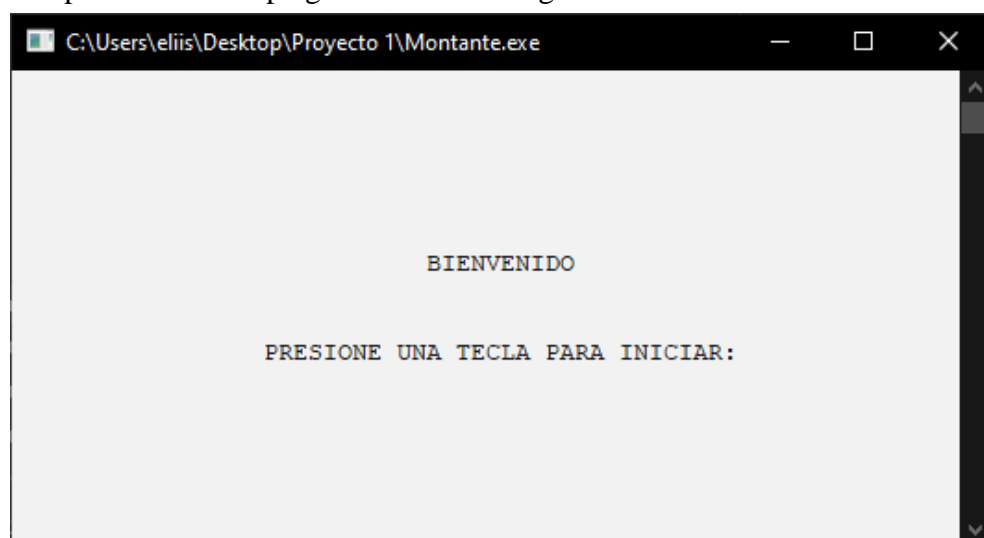 C:\Users\eliis\Desktop\Proyecto 1\Montante.exe
BIENVENIDO
PRESIONE UNA TECLA PARA INICIAR: